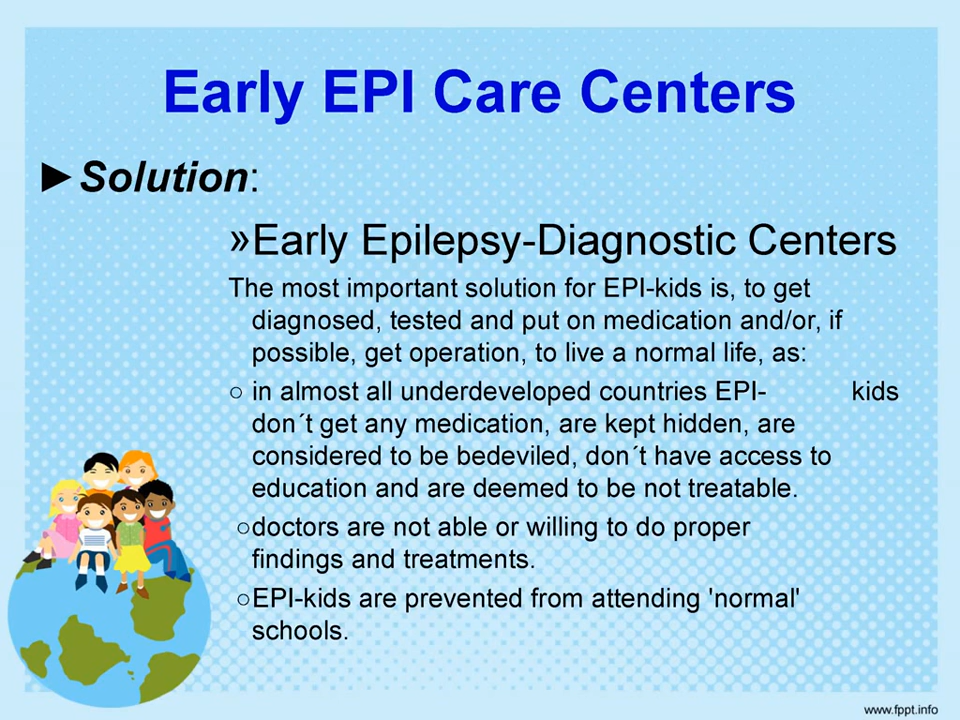 Early EPI Care Centers
►Solution:
»Early Epilepsy-Diagnostic Centers
The most important solution for EPI-kids is, to get
diagnosed, tested and put on medication and/or, if
possible, get operation, to live a normal life, as:
○ in almost all underdeveloped countries EPI- kids
don´t get any medication, are kept hidden, are
considered to be bedeviled, don´t have access to
education and are deemed to be not treatable.
○doctors are not able or willing to do proper
findings and treatments.
○EPI-kids are prevented from attending 'normal'
schools.
www.fppt.info